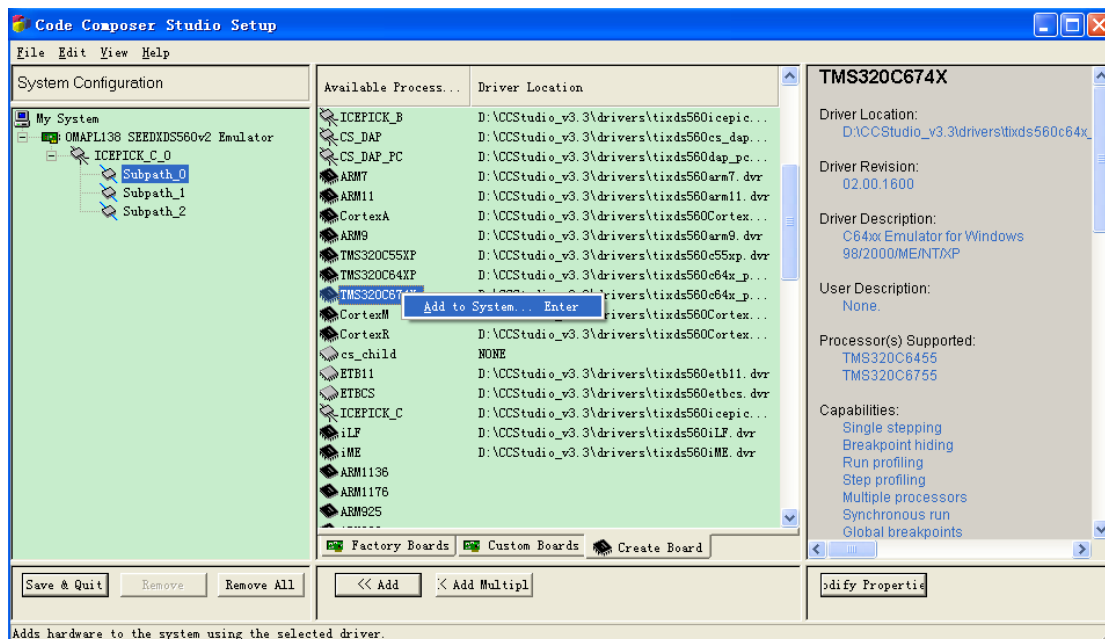 Code Composer Studio Setup
File Edit View Help
System Configuration
My System
OMAPL138 SEEDXDS560v2 Emulator
ICEPICK_C_0
Subpath_0
Subpath_1
Subpath_2
Available Process... Driver Location
ICEPICK_B D:\CCStudio_v3.3\drivers\tixds560icepic...
CS_DAP D:\CCStudio_v3.3\drivers\tixds560cs_dap...
CS_DAP_PC D:\CCStudio_v3.3\drivers\tixds560dap_pc...
ARM7 D:\CCStudio_v3.3\drivers\tixds560arm7.dvr
ARM11 D:\CCStudio_v3.3\drivers\tixds560arm11.dvr
CortexA D:\CCStudio_v3.3\drivers\tixds560Cortex...
ARM9 D:\CCStudio_v3.3\drivers\tixds560arm9.dvr
TMS320C55XP D:\CCStudio_v3.3\drivers\tixds560c55xp.dvr
TMS320C64XP D:\CCStudio_v3.3\drivers\tixds560c64x_p...
TMS320C674X
Add to System... Enter
CortexM
CortexR D:\CCStudio_v3.3\drivers\tixds560Cortex...
cs_child NONE
ETB11 D:\CCStudio_v3.3\drivers\tixds560etb11.dvr
ETBCS D:\CCStudio_v3.3\drivers\tixds560etbcs.dvr
ICEPICK_C D:\CCStudio_v3.3\drivers\tixds560icepic...
iLF D:\CCStudio_v3.3\drivers\tixds560iLF.dvr
iME D:\CCStudio_v3.3\drivers\tixds560iME.dvr
ARM1136
ARM1176
ARM925
Factory Boards Custom Boards Create Board
TMS320C674X
Driver Location:
D:\CCStudio_v3.3\drivers\tixds560c64x_
Driver Revision:
02.00.1600
Driver Description:
C64xx Emulator for Windows
98/2000/ME/NT/XP
User Description:
None.
Processor(s) Supported:
TMS320C6455
TMS320C6755
Capabilities:
Single stepping
Breakpoint hiding
Run profiling
Step profiling
Multiple processors
Synchronous run
Global breakpoints
Save & Quit Remove Remove All << Add < Add Multipl odify Propertie
Adds hardware to the system using the selected driver.